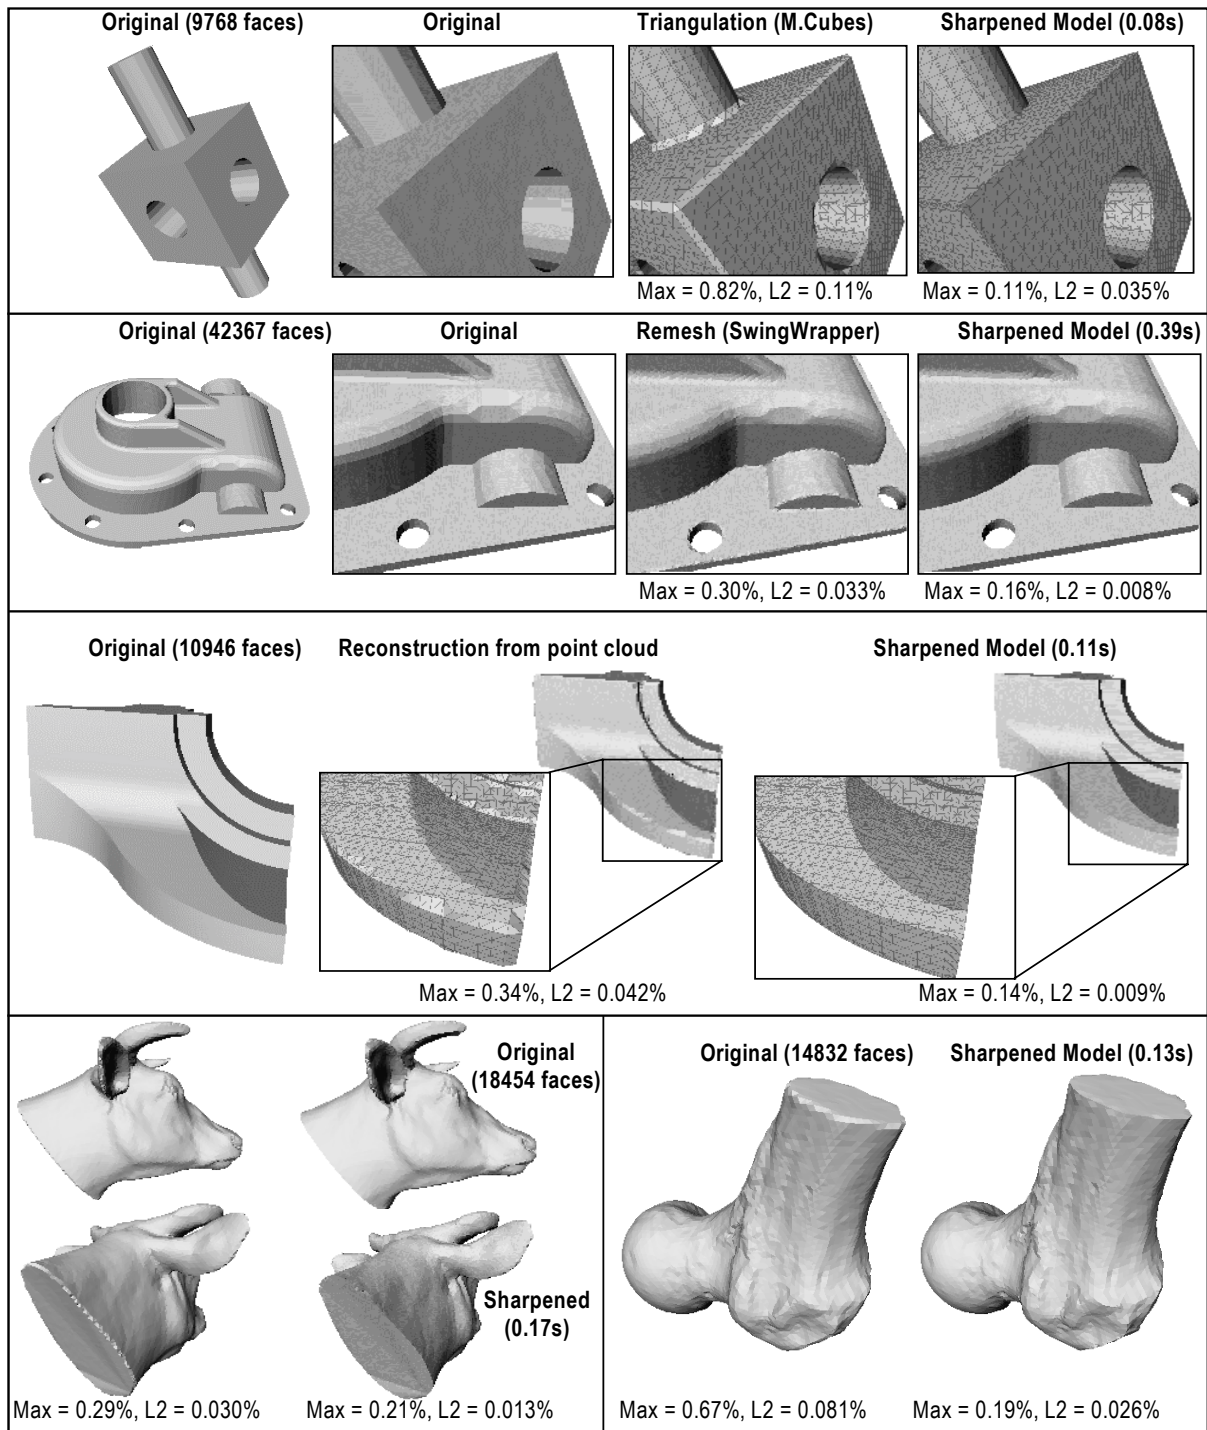 Original (9768 faces)
Original
Triangulation (M.Cubes)
Sharpened Model (0.08s)
Max = 0.82%, L2 = 0.11%
Max = 0.11%, L2 = 0.035%
Original (42367 faces)
Original
Remesh (SwingWrapper)
Sharpened Model (0.39s)
Max = 0.30%, L2 = 0.033%
Max = 0.16%, L2 = 0.008%
Original (10946 faces)
Reconstruction from point cloud
Sharpened Model (0.11s)
Max = 0.34%, L2 = 0.042%
Max = 0.14%, L2 = 0.009%
Original
(18454 faces)
Sharpened
(0.17s)
Max = 0.29%, L2 = 0.030%
Max = 0.21%, L2 = 0.013%
Original (14832 faces)
Sharpened Model (0.13s)
Max = 0.67%, L2 = 0.081%
Max = 0.19%, L2 = 0.026%